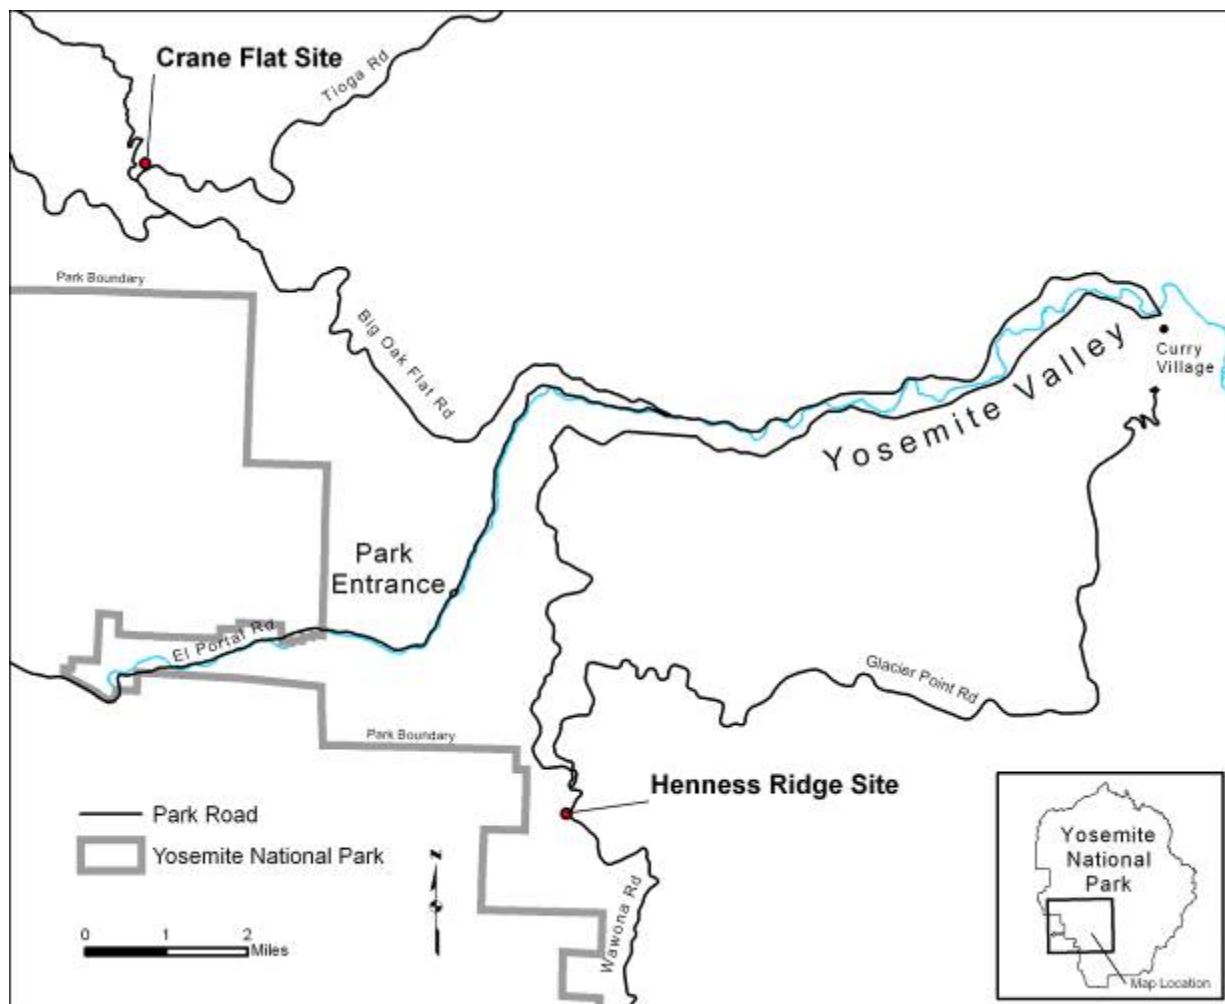 Crane Flat Site
Tioga Rd
Park Boundary
Big Oak Flat Rd
Yosemite Valley
Curry
Village
Park
Entrance
El Portal Rd
Glacier Point Rd
Park Boundary
Henness Ridge Site
Wawona Rd
Park Road
Yosemite National Park
N
0 1 2
Miles
Yosemite
National
Park
Map Location